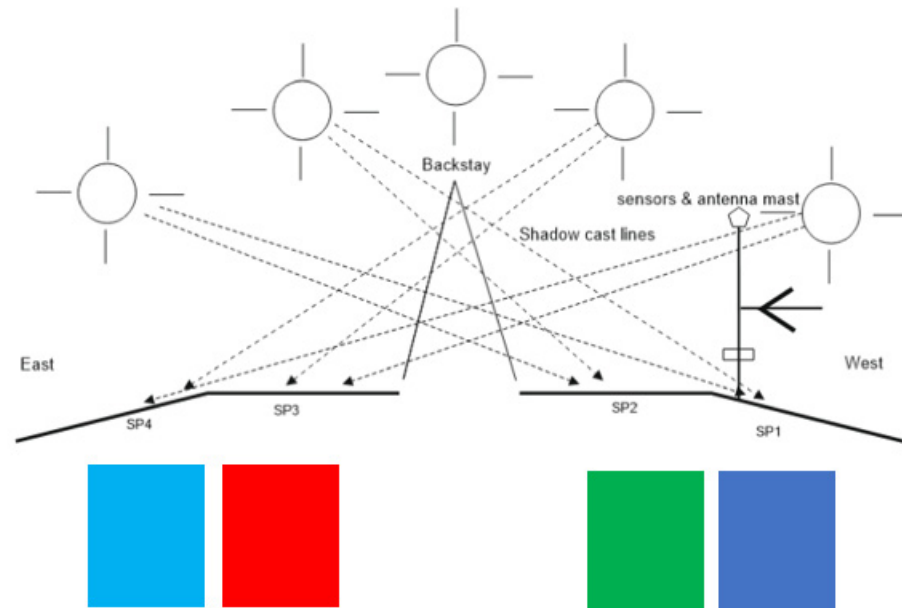 Backstay
sensors & antenna mast
Shadow cast lines
East
West
SP4
SP3
SP2
SP1